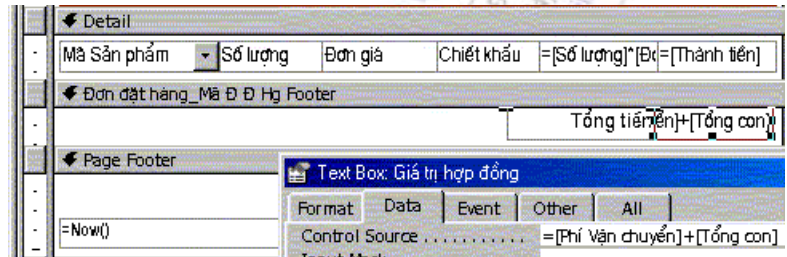 Detail
Mã Sản phẩm Số lượng Đơn giá Chiết khấu =[Số lượng]*[Đơ =[Thành tiền]
Đơn đặt hàng_Mã Đ Đ Hg Footer
Tổng tiền ền]+[Tổng con]
Page Footer
Text Box: Giá trị hợp đồng
Format Data Event Other All
=Now()
Control Source . . . . . . . . . . . =[Phí Vận chuyển]+[Tổng con]